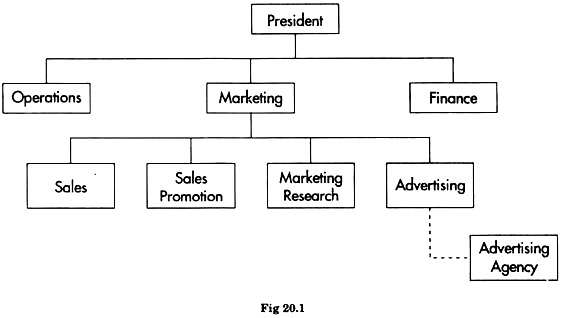 President
Operations
Marketing
Finance
Sales
Sales
Promotion
Marketing
Research
Advertising
Advertising
Agency
Fig 20.1